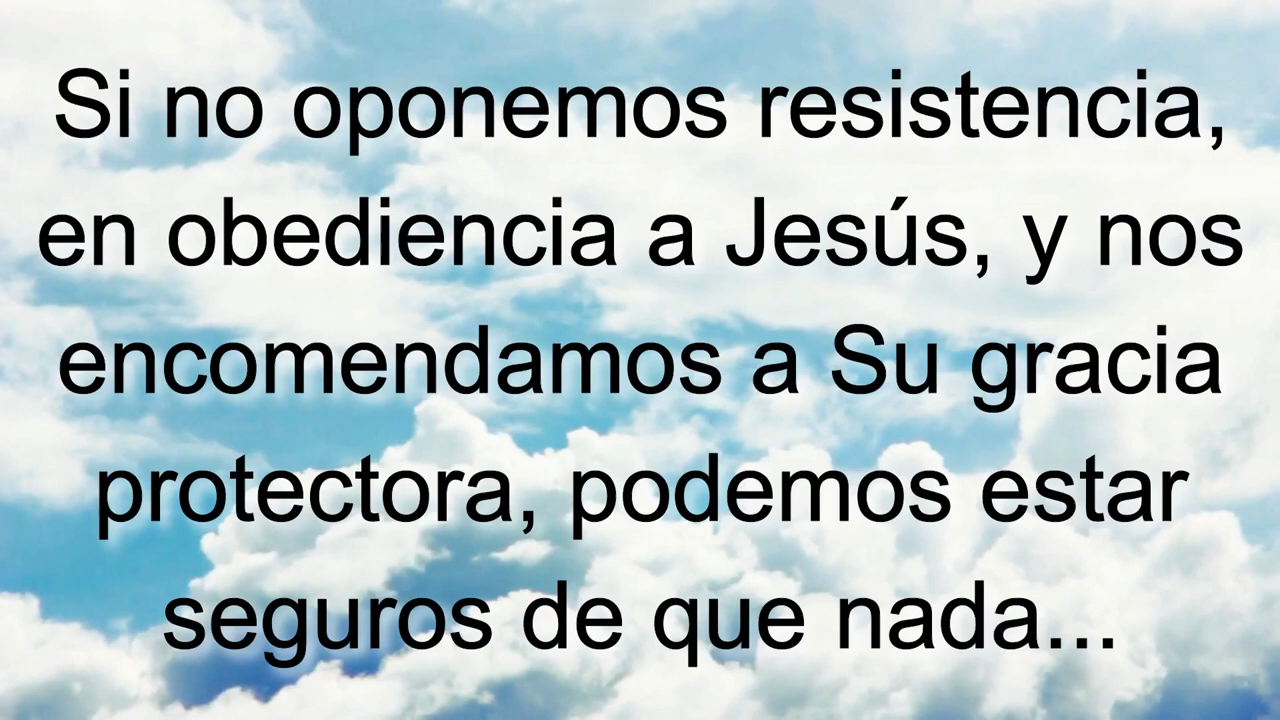 Si no oponemos resistencia,
en obediencia a Jesús, y nos
encomendamos a Su gracia
protectora, podemos estar
seguros de que nada...